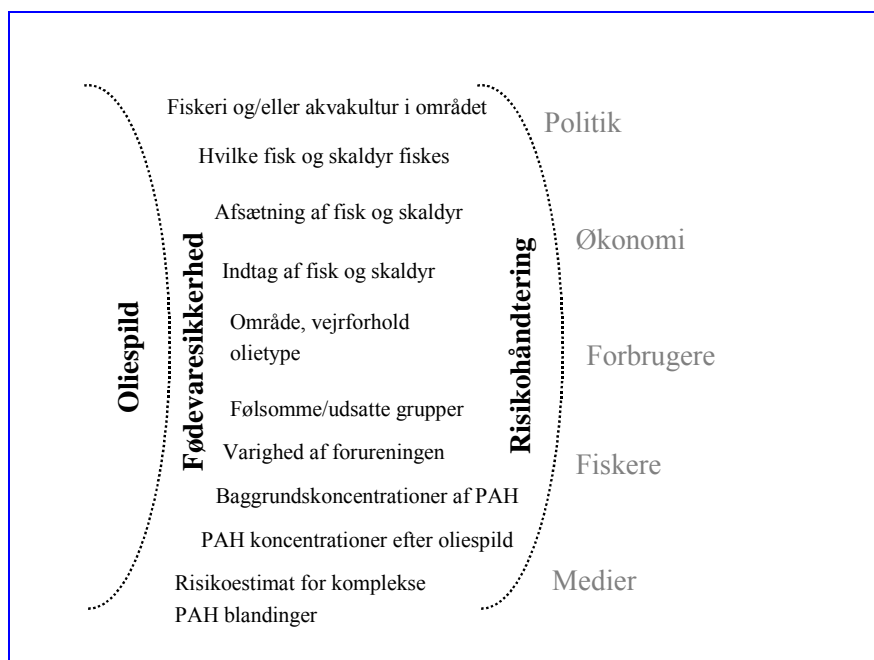 Oliespild
Fødevaresikkerhed
Fiskeri og/eller akvakultur i området
Hvilke fisk og skaldyr fiskes
Afsætning af fisk og skaldyr
Indtag af fisk og skaldyr
Område, vejrforhold
olietype
Følsomme/udsatte grupper
Varighed af forureningen
Baggrundskoncentrationer af PAH
PAH koncentrationer efter oliespild
Risikoestimat for komplekse
PAH blandinger
Risikohåndtering
Politik
Økonomi
Forbrugere
Fiskere
Medier